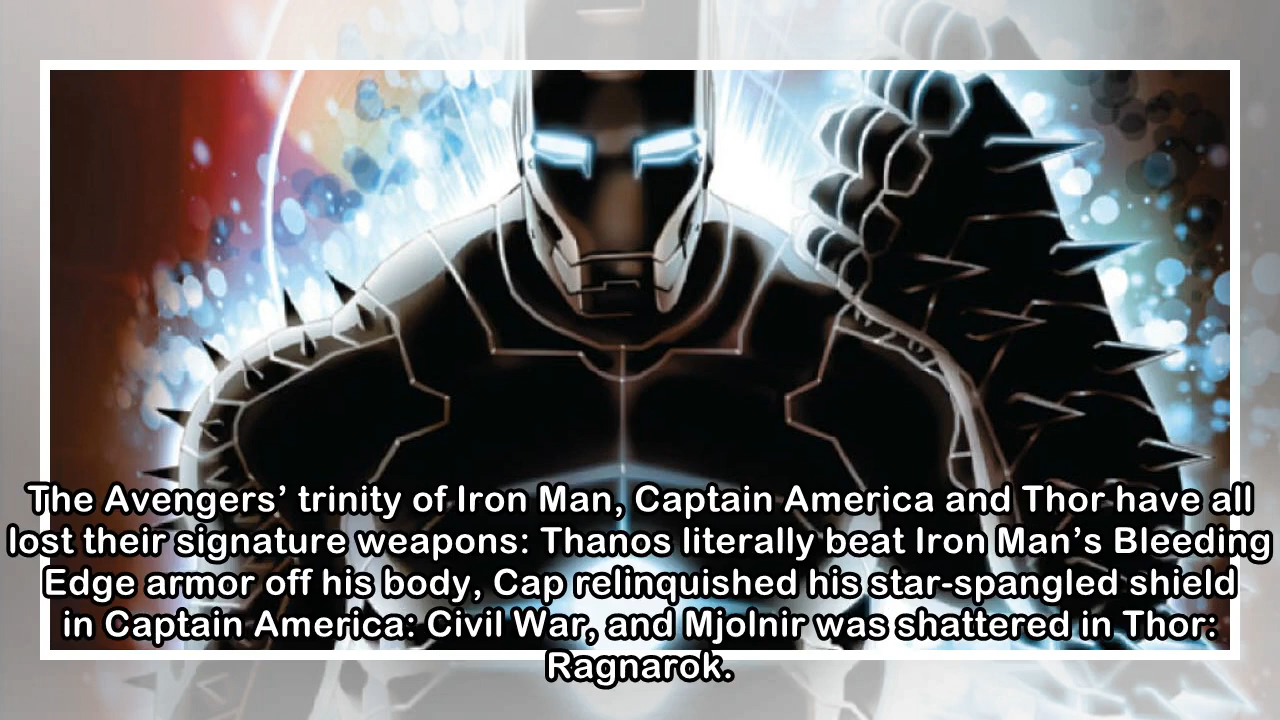 The Avengers’ trinity of Iron Man, Captain America and Thor have all
lost their signature weapons: Thanos literally beat Iron Man’s Bleeding
Edge armor off his body, Cap relinquished his star-spangled shield
in Captain America: Civil War, and Mjolnir was shattered in Thor:
Ragnarok.